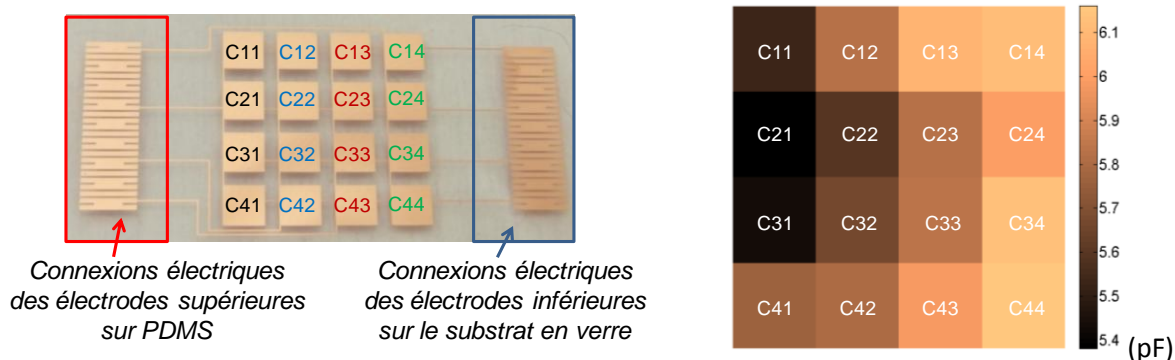 C11 C12 C13 C14
C21 C22 C23 C24
C31 C32 C33 C34
C41 C42 C43 C44
Connexions électriques
des électrodes supérieures
sur PDMS
Connexions électriques
des électrodes inférieures
sur le substrat en verre
C11 C12 C13 C14
C21 C22 C23 C24
C31 C32 C33 C34
C41 C42 C43 C44
6.1
6
5.9
5.8
5.7
5.6
5.5
5.4
(pF)